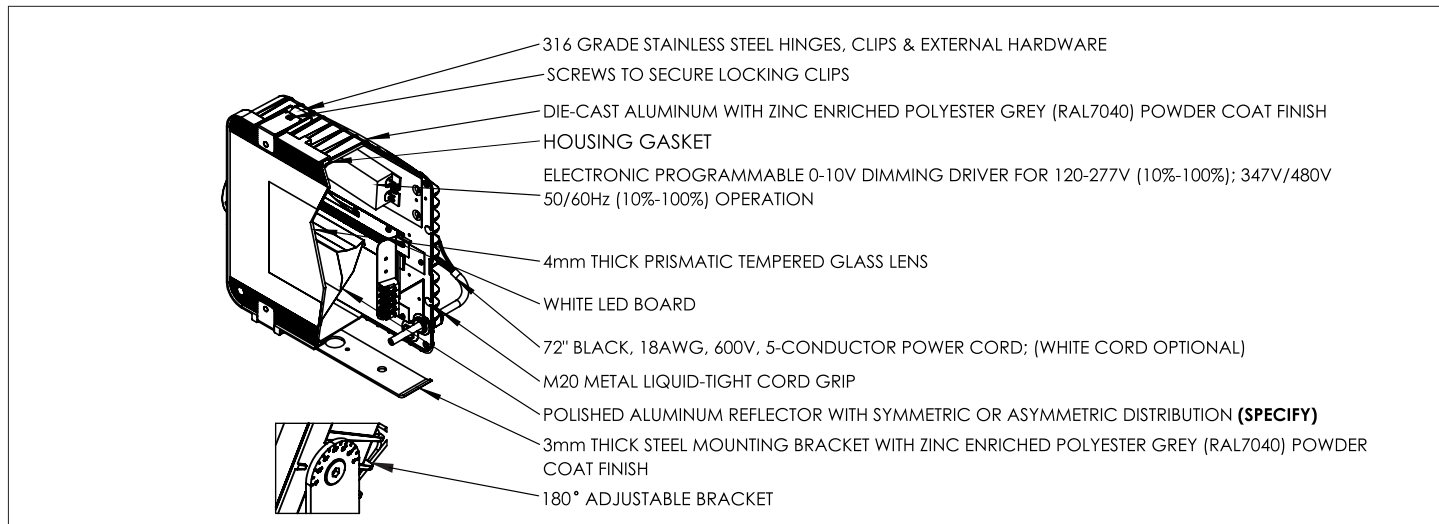 316 GRADE STAINLESS STEEL HINGES, CLIPS & EXTERNAL HARDWARE
SCREWS TO SECURE LOCKING CLIPS
DIE-CAST ALUMINUM WITH ZINC ENRICHED POLYESTER GREY (RAL7040) POWDER COAT FINISH
HOUSING GASKET
ELECTRONIC PROGRAMMABLE 0-10V DIMMING DRIVER FOR 120-277V (10%-100%); 347V/480V
50/60Hz (10%-100%) OPERATION
4mm THICK PRISMATIC TEMPERED GLASS LENS
WHITE LED BOARD
72" BLACK, 18AWG, 600V, 5-CONDUCTOR POWER CORD; (WHITE CORD OPTIONAL)
M20 METAL LIQUID-TIGHT CORD GRIP
POLISHED ALUMINUM REFLECTOR WITH SYMMETRIC OR ASYMMETRIC DISTRIBUTION (SPECIFY)
3mm THICK STEEL MOUNTING BRACKET WITH ZINC ENRICHED POLYESTER GREY (RAL7040) POWDER
COAT FINISH
180° ADJUSTABLE BRACKET